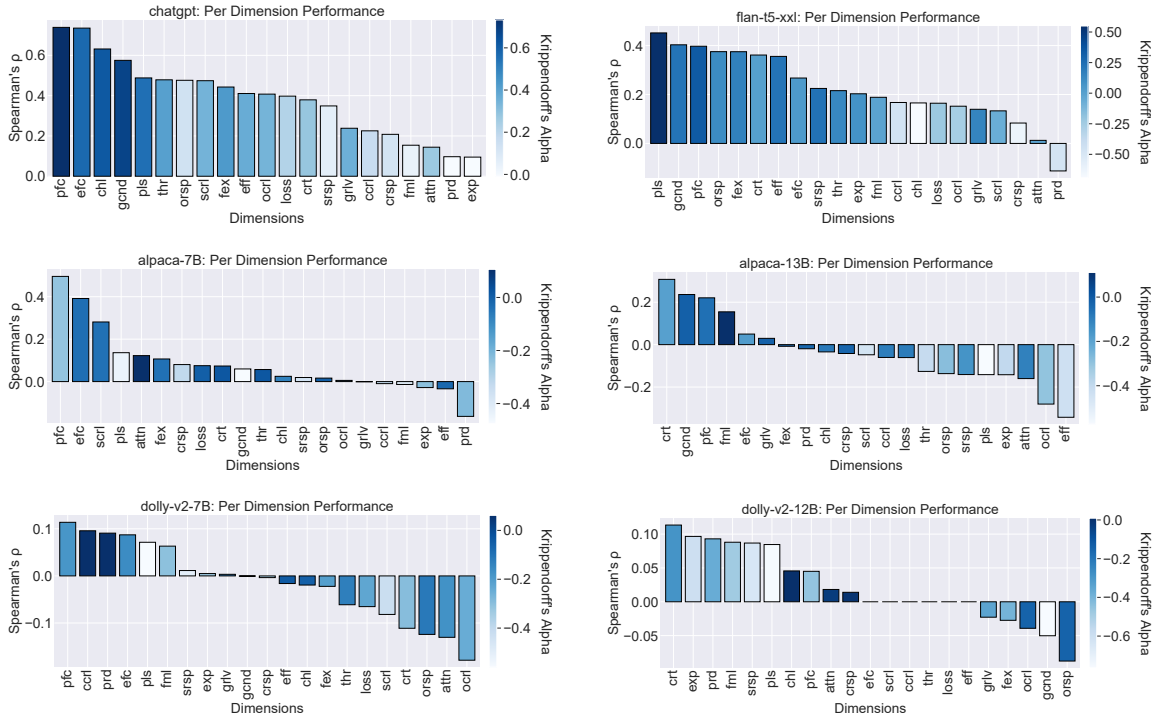 chatgpt: Per Dimension Performance
Spearman's ρ
0.6
0.4
0.2
0.0
pfc efc chl gcnd pls thr orsp scrl fex eff ocrl loss crt srsp grlv ccrl crsp fml attn prd exp
Dimensions
0.6
0.4
0.2
0.0
Krippendorff's Alpha
flan-t5-xxl: Per Dimension Performance
Spearman's ρ
0.4
0.2
0.0
pls gcnd pfc orsp fex crt eff efc srsp thr exp fml ccrl chl loss ocrl grlv scrl crsp attn prd
Dimensions
0.50
0.25
0.00
−0.25
−0.50
Krippendorff's Alpha
alpaca-7B: Per Dimension Performance
Spearman's ρ
0.4
0.2
0.0
pfc efc scrl pls attn fex crsp loss crt gcnd thr chl srsp orsp ocrl grlv ccrl fml exp eff prd
Dimensions
0.0
−0.2
−0.4
Krippendorff's Alpha
alpaca-13B: Per Dimension Performance
Spearman's ρ
0.2
0.0
−0.2
crt gcnd pfc fml efc grlv fex prd chl crsp scrl ccrl loss thr orsp srsp pls exp attn ocrl eff
Dimensions
0.0
−0.2
−0.4
Krippendorff's Alpha
dolly-v2-7B: Per Dimension Performance
Spearman's ρ
0.1
0.0
−0.1
pfc ccrl prd efc pls fml srsp exp grlv gcnd crsp eff chl fex thr loss scrl crt orsp attn ocrl
Dimensions
0.0
−0.2
−0.4
Krippendorff's Alpha
dolly-v2-12B: Per Dimension Performance
Spearman's ρ
0.10
0.05
0.00
−0.05
crt exp prd fml srsp pls chl pfc attn crsp efc scrl ccrl thr loss eff grlv fex ocrl gcnd orsp
Dimensions
0.0
−0.2
−0.4
−0.6
Krippendorff's Alpha